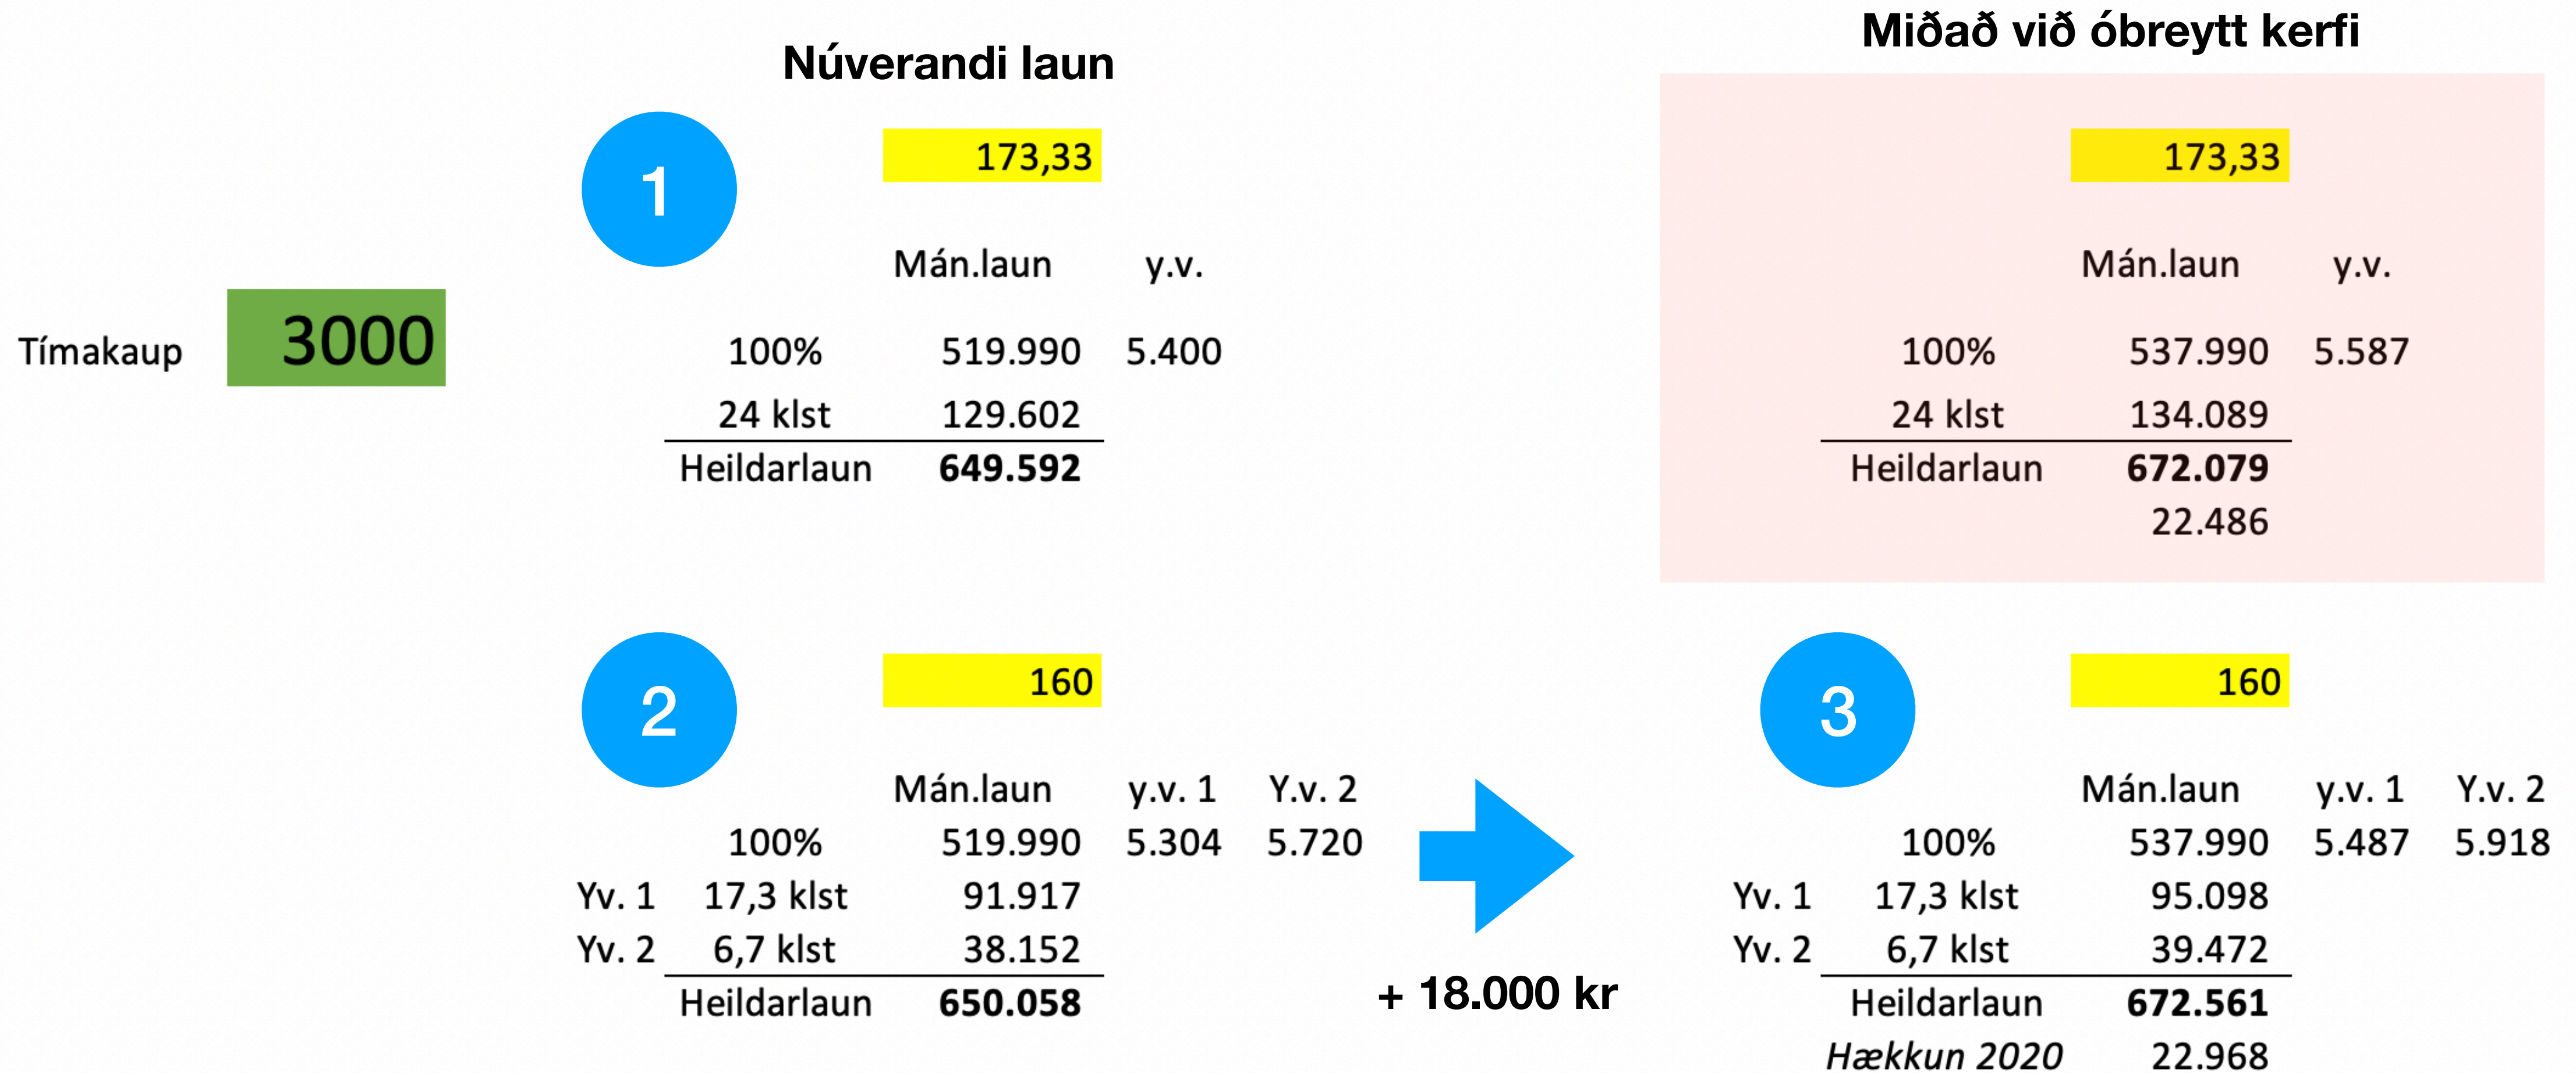 Núverandi laun
Miðað við óbreytt kerfi
Tímakaup 3000
1
173,33
Mán.laun y.v.
100% 519.990 5.400
24 klst 129.602
Heildarlaun 649.592
173,33
Mán.laun y.v.
100% 537.990 5.587
24 klst 134.089
Heildarlaun 672.079
22.486
2
160
Mán.laun y.v. 1 Y.v. 2
100% 519.990 5.304 5.720
Yv. 1 17,3 klst 91.917
Yv. 2 6,7 klst 38.152
Heildarlaun 650.058
+ 18.000 kr
3
160
Mán.laun y.v. 1 Y.v. 2
100% 537.990 5.487 5.918
Yv. 1 17,3 klst 95.098
Yv. 2 6,7 klst 39.472
Heildarlaun 672.561
Hækkun 2020 22.968